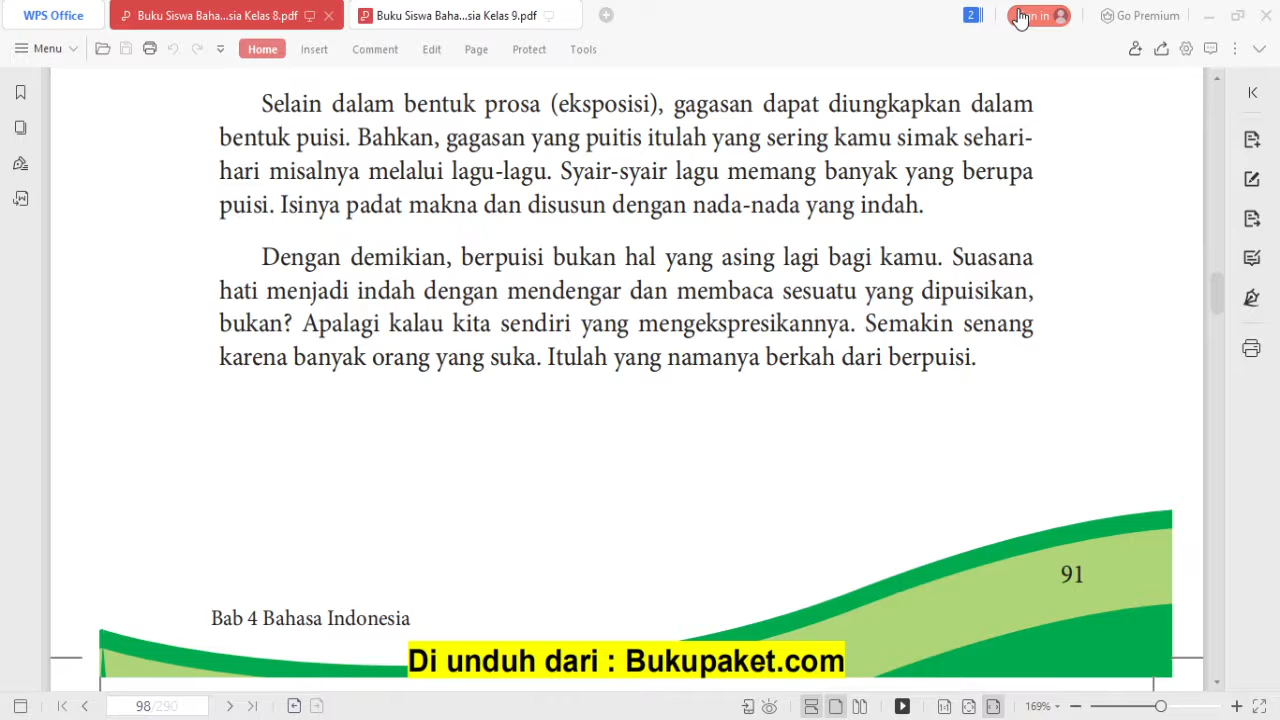 WPS Office
Buku Siswa Baha...sia Kelas 8.pdf
Buku Siswa Baha...sia Kelas 9.pdf
2
in
Go Premium
Menu
Home
Insert
Comment
Edit
Page
Protect
Tools
Selain dalam bentuk prosa (eksposisi), gagasan dapat diungkapkan dalam
bentuk puisi. Bahkan, gagasan yang puitis itulah yang sering kamu simak sehari-
hari misalnya melalui lagu-lagu. Syair-syair lagu memang banyak yang berupa
puisi. Isinya padat makna dan disusun dengan nada-nada yang indah.
Dengan demikian, berpuisi bukan hal yang asing lagi bagi kamu. Suasana
hati menjadi indah dengan mendengar dan membaca sesuatu yang dipuisikan,
bukan? Apalagi kalau kita sendiri yang mengekspresikannya. Semakin senang
karena banyak orang yang suka. Itulah yang namanya berkah dari berpuisi.
91
Bab 4 Bahasa Indonesia
Di unduh dari : Bukupaket.com
98/290
1:1
169%